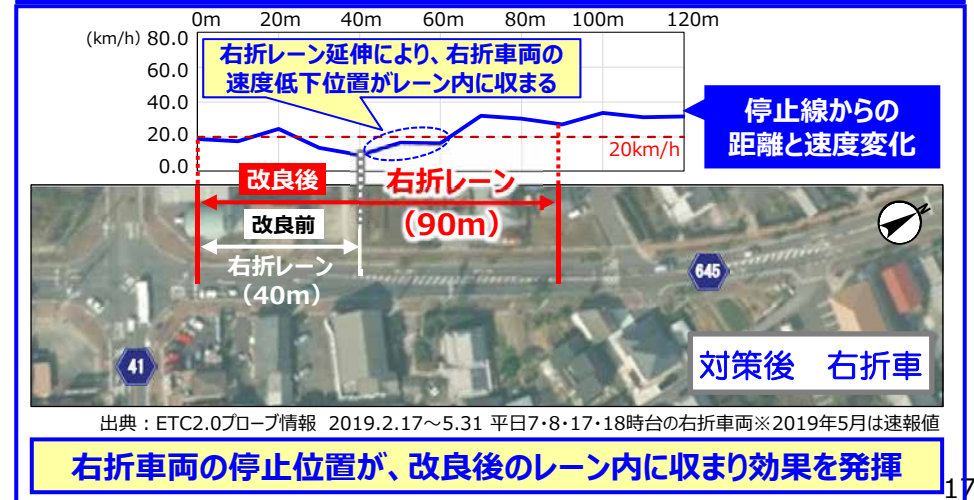 0m 20m 40m 60m 80m 100m 120m
(km/h) 80.0
60.0
40.0
20.0
0.0
右折レーン延伸により、右折車両の
速度低下位置がレーン内に収まる
20km/h
停止線からの
距離と速度変化
改良後
右折レーン
（90m）
改良前
右折レーン
（40m）
N
645
41
対策後 右折車
出典：ETC2.0プローブ情報 2019.2.17～5.31 平日7・8・17・18時台の右折車両※2019年5月は速報値
右折車両の停止位置が、改良後のレーン内に収まり効果を発揮
17